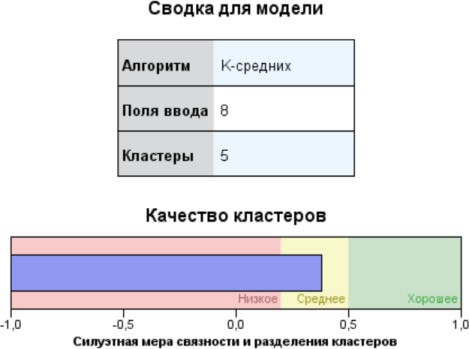 Сводка для модели
Алгоритм К-средних
Поля ввода 8
Кластеры 5
Качество кластеров
Низкое Среднее Хорошее
-1,0 -0,5 0,0 0,5 1,0
Силуэтная мера связности и разделения кластеров